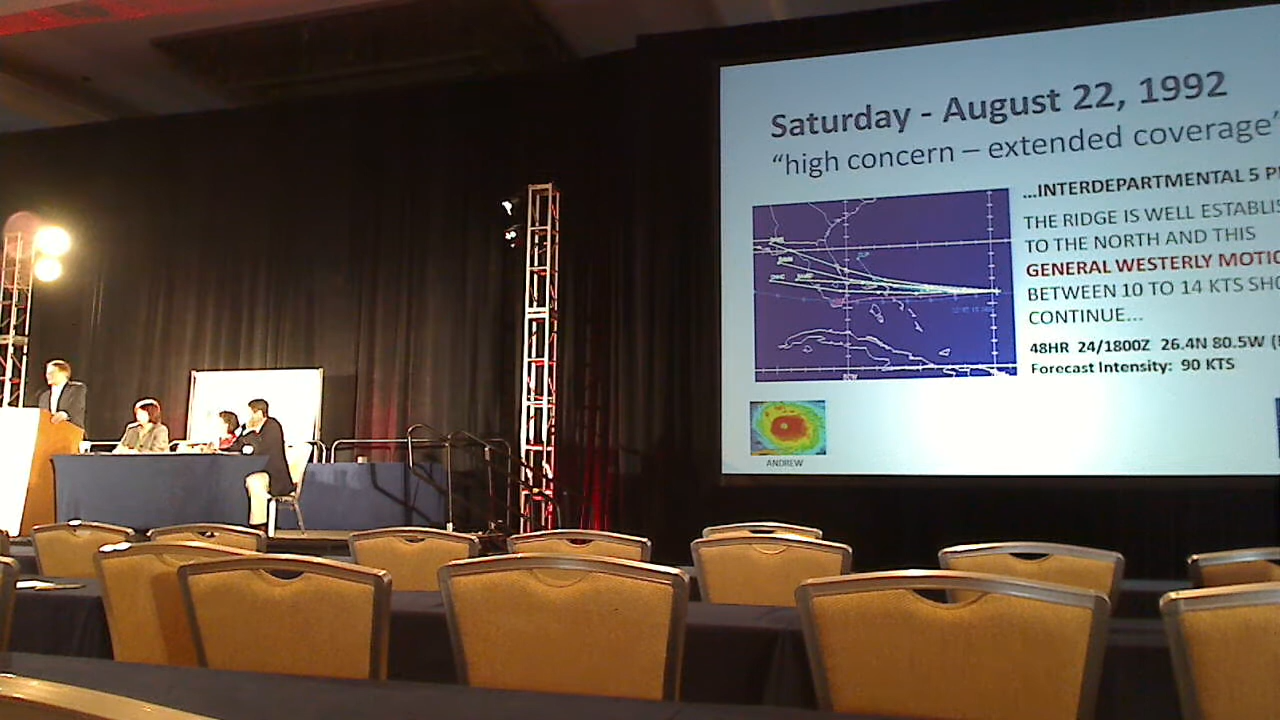 Saturday - August 22, 1992
"high concern – extended coverage"
...INTERDEPARTMENTAL 5
THE RIDGE IS WELL
TO THE NORTH AND THIS
GENERAL WESTERLY
BETWEEN 10 TO 14 KTS
CONTINUE...
48HR 24/1800Z 26.4N 80.5W
Forecast Intensity: 90 KTS
ANDREW